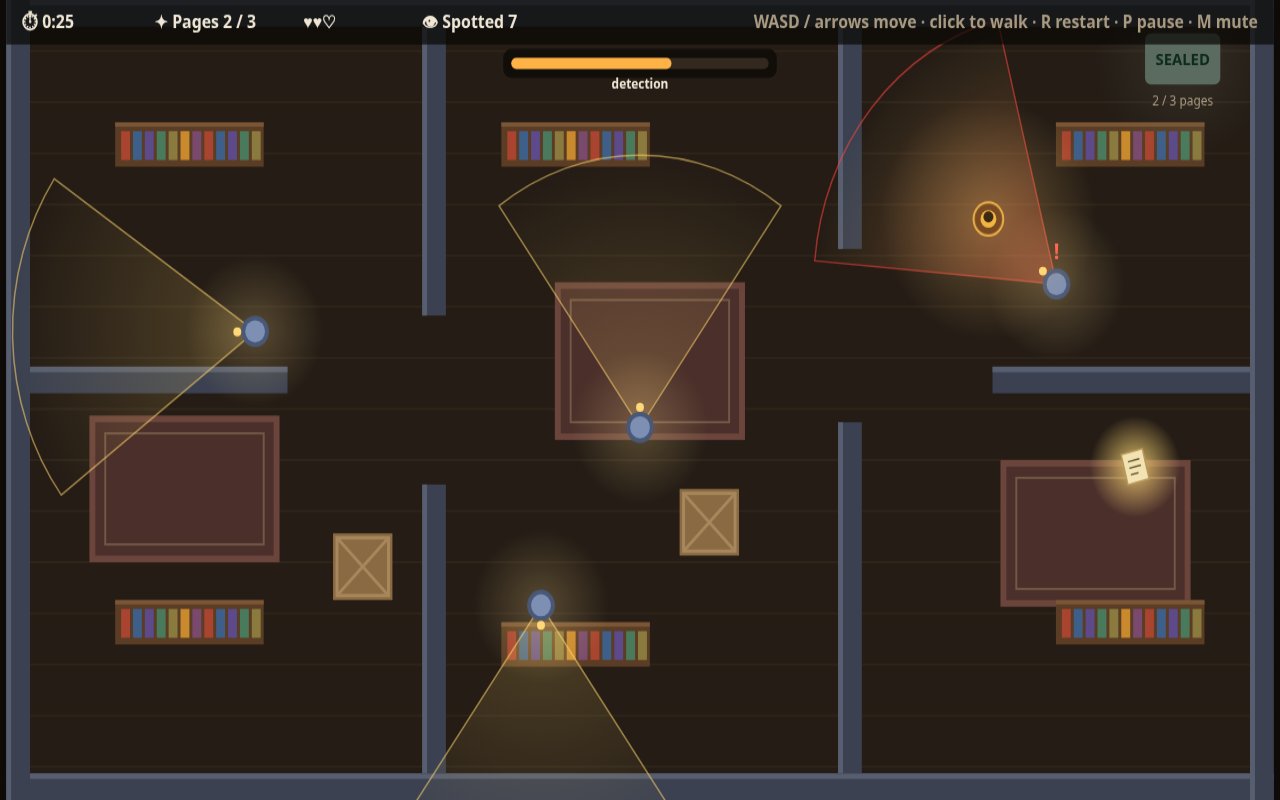 ⏱ 0:25 ✦ Pages 2 / 3 ♥♥♡ 👁 Spotted 7 WASD / arrows move · click to walk · R restart · P pause · M mute
detection
SEALED
2 / 3 pages
!